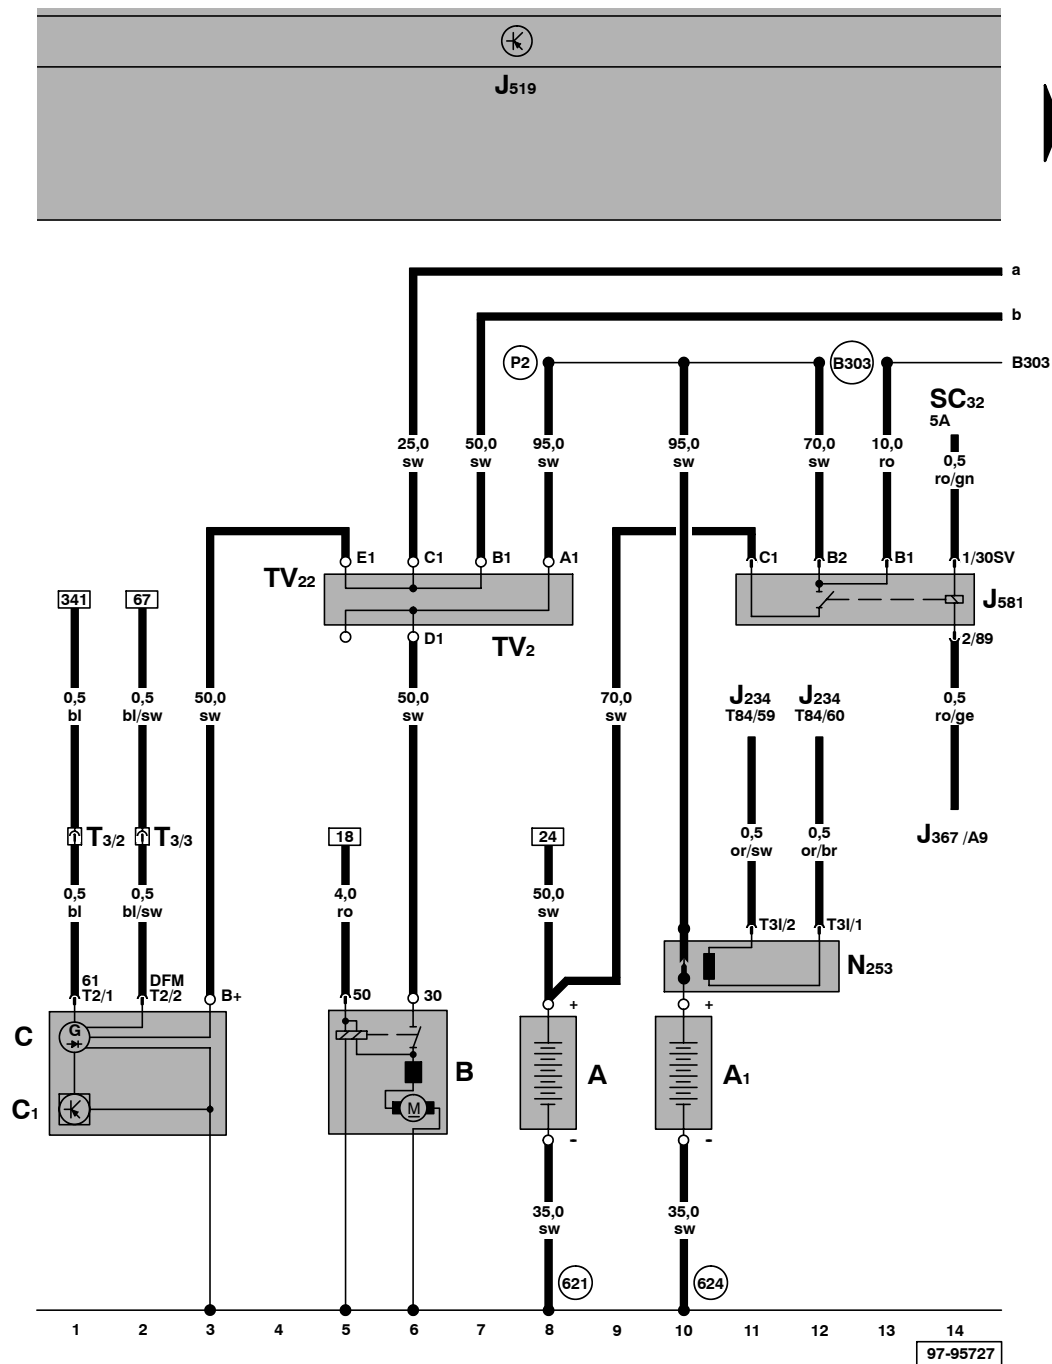 J519
a
b
P2
B303
B303
SC32
5A
25,0
sw
50,0
sw
95,0
sw
95,0
sw
70,0
sw
10,0
ro
0,5
ro/gn
E1
C1
B1
A1
C1
B2
B1
1/30SV
TV22
J581
341
67
D1
TV2
2/89
0,5
bl
0,5
bl/sw
50,0
sw
50,0
sw
70,0
sw
J234
T84/59
J234
T84/60
0,5
ro/ge
T3/2
T3/3
18
24
0,5
or/sw
0,5
or/br
J367 /A9
0,5
bl
0,5
bl/sw
4,0
ro
50,0
sw
T3I/2
T3I/1
N253
61
T2/1
DFM
T2/2
B+
50
30
+
+
C
G
B
A
A1
C1
M
-
-
35,0
sw
35,0
sw
621
624
1 2 3 4 5 6 7 8 9 10 11 12 13 14
97-95727